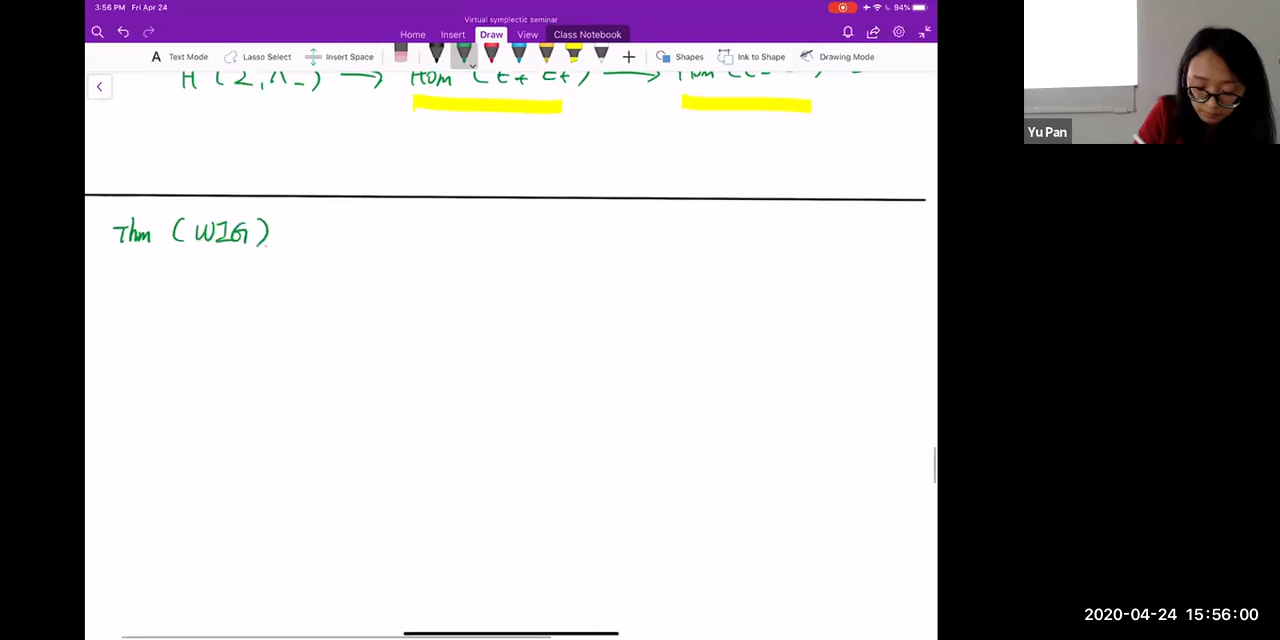 3:56 PM Fri Apr 24
94%
Virtual symplectic seminar
Home Insert Draw View Class Notebook
Text Mode Lasso Select Insert Space Shapes Ink to Shape Drawing Mode
Thm (WIG)
Yu Pan
2020-04-24 15:56:00